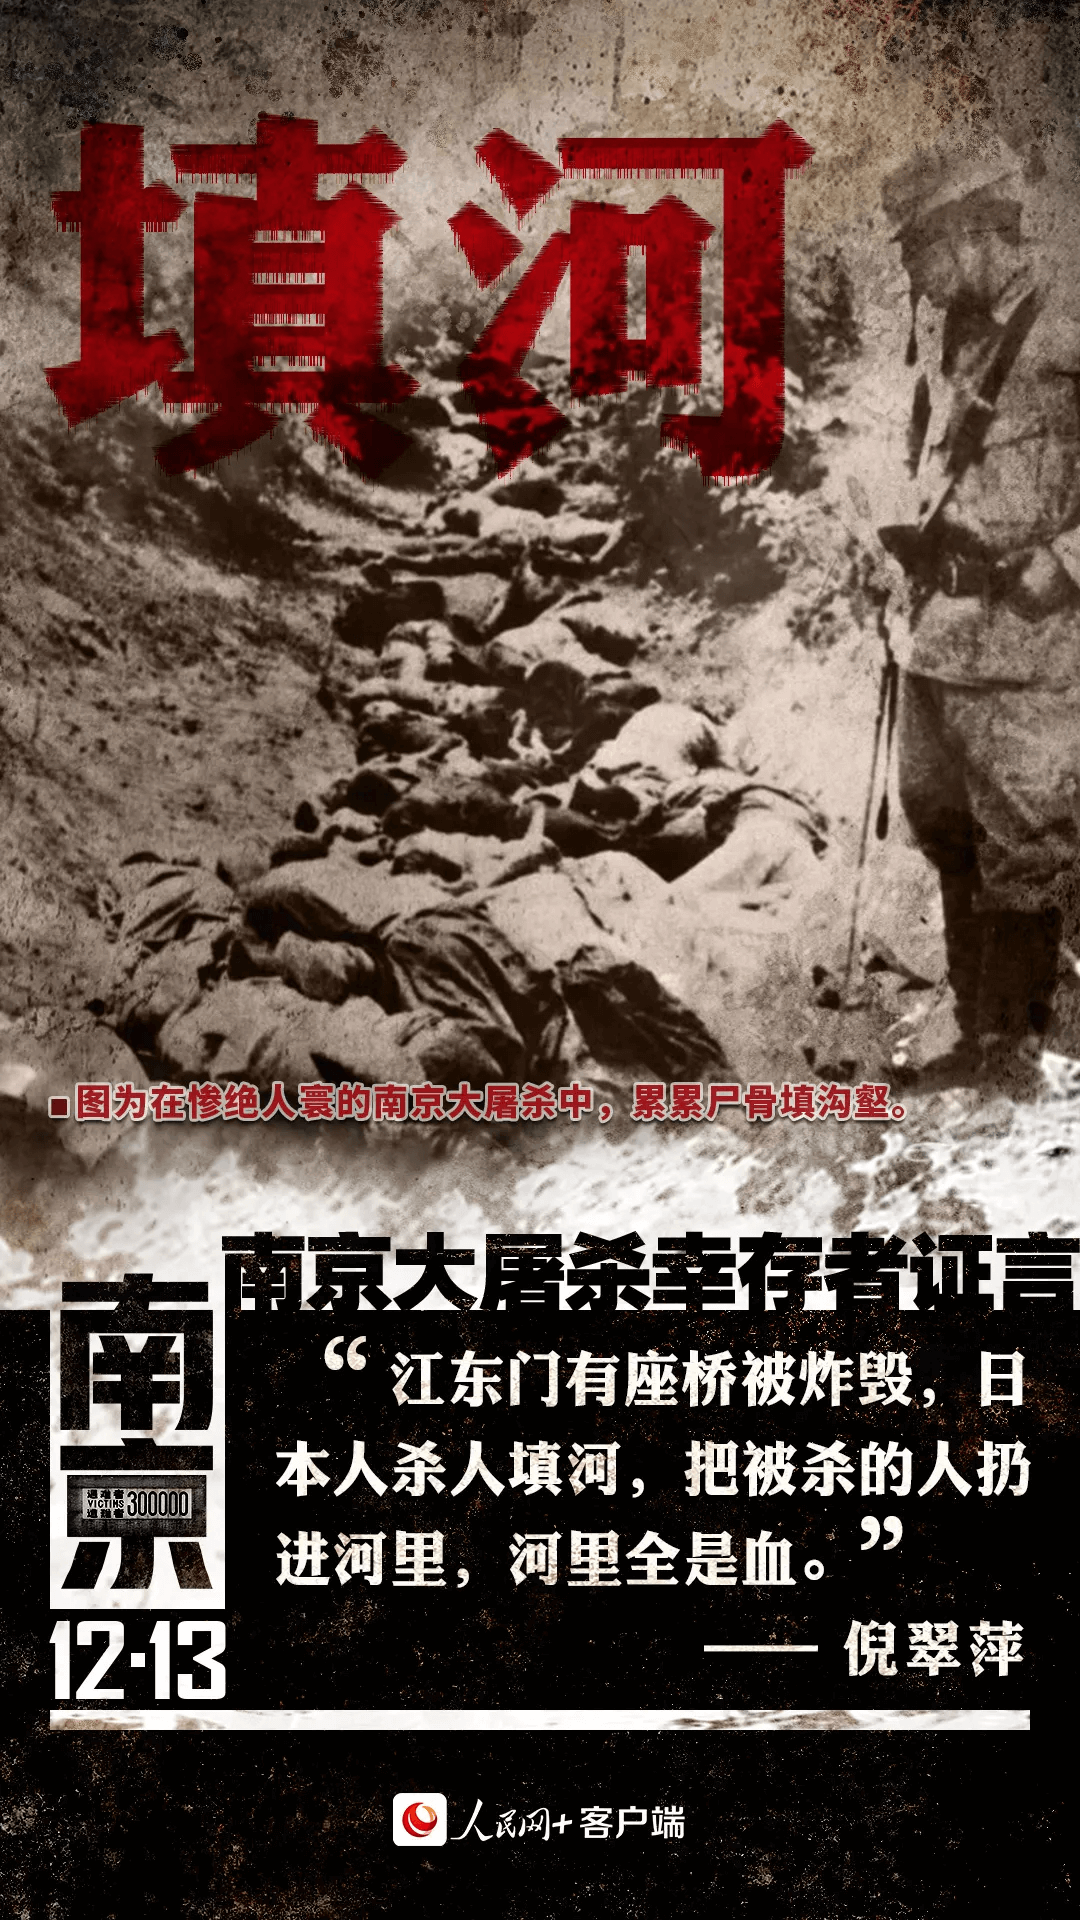 填河
图为在惨绝人寰的南京大屠杀中，累累尸骨填沟壑。
南京大屠杀幸存者证言
南京
遇难者
VICTIMS 300000
遇难者
12·13
“江东门有座桥被炸毁，日
本人杀人填河，把被杀的人扔
进河里，河里全是血。”
—— 倪翠萍
人民网+客户端